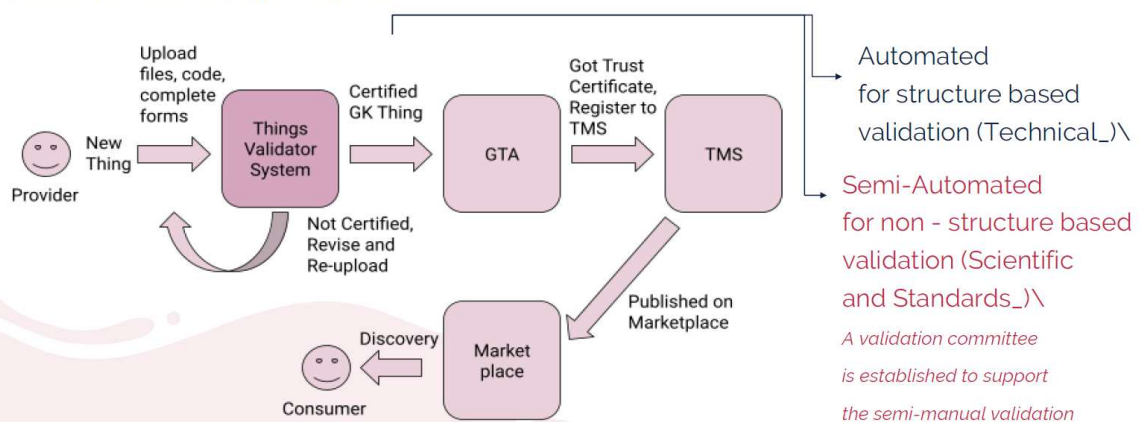 Upload
files, code,
complete
forms
New
Thing
Provider
Things
Validator
System
Certified
GK Thing
Not Certified,
Revise and
Re-upload
GTA
Got Trust
Certificate,
Register to
TMS
TMS
Published on
Marketplace
Market
place
Discovery
Consumer
Automated
for structure based
validation (Technical_)\
Semi-Automated
for non - structure based
validation (Scientific
and Standards_)\
A validation committee
is established to support
the semi-manual validation